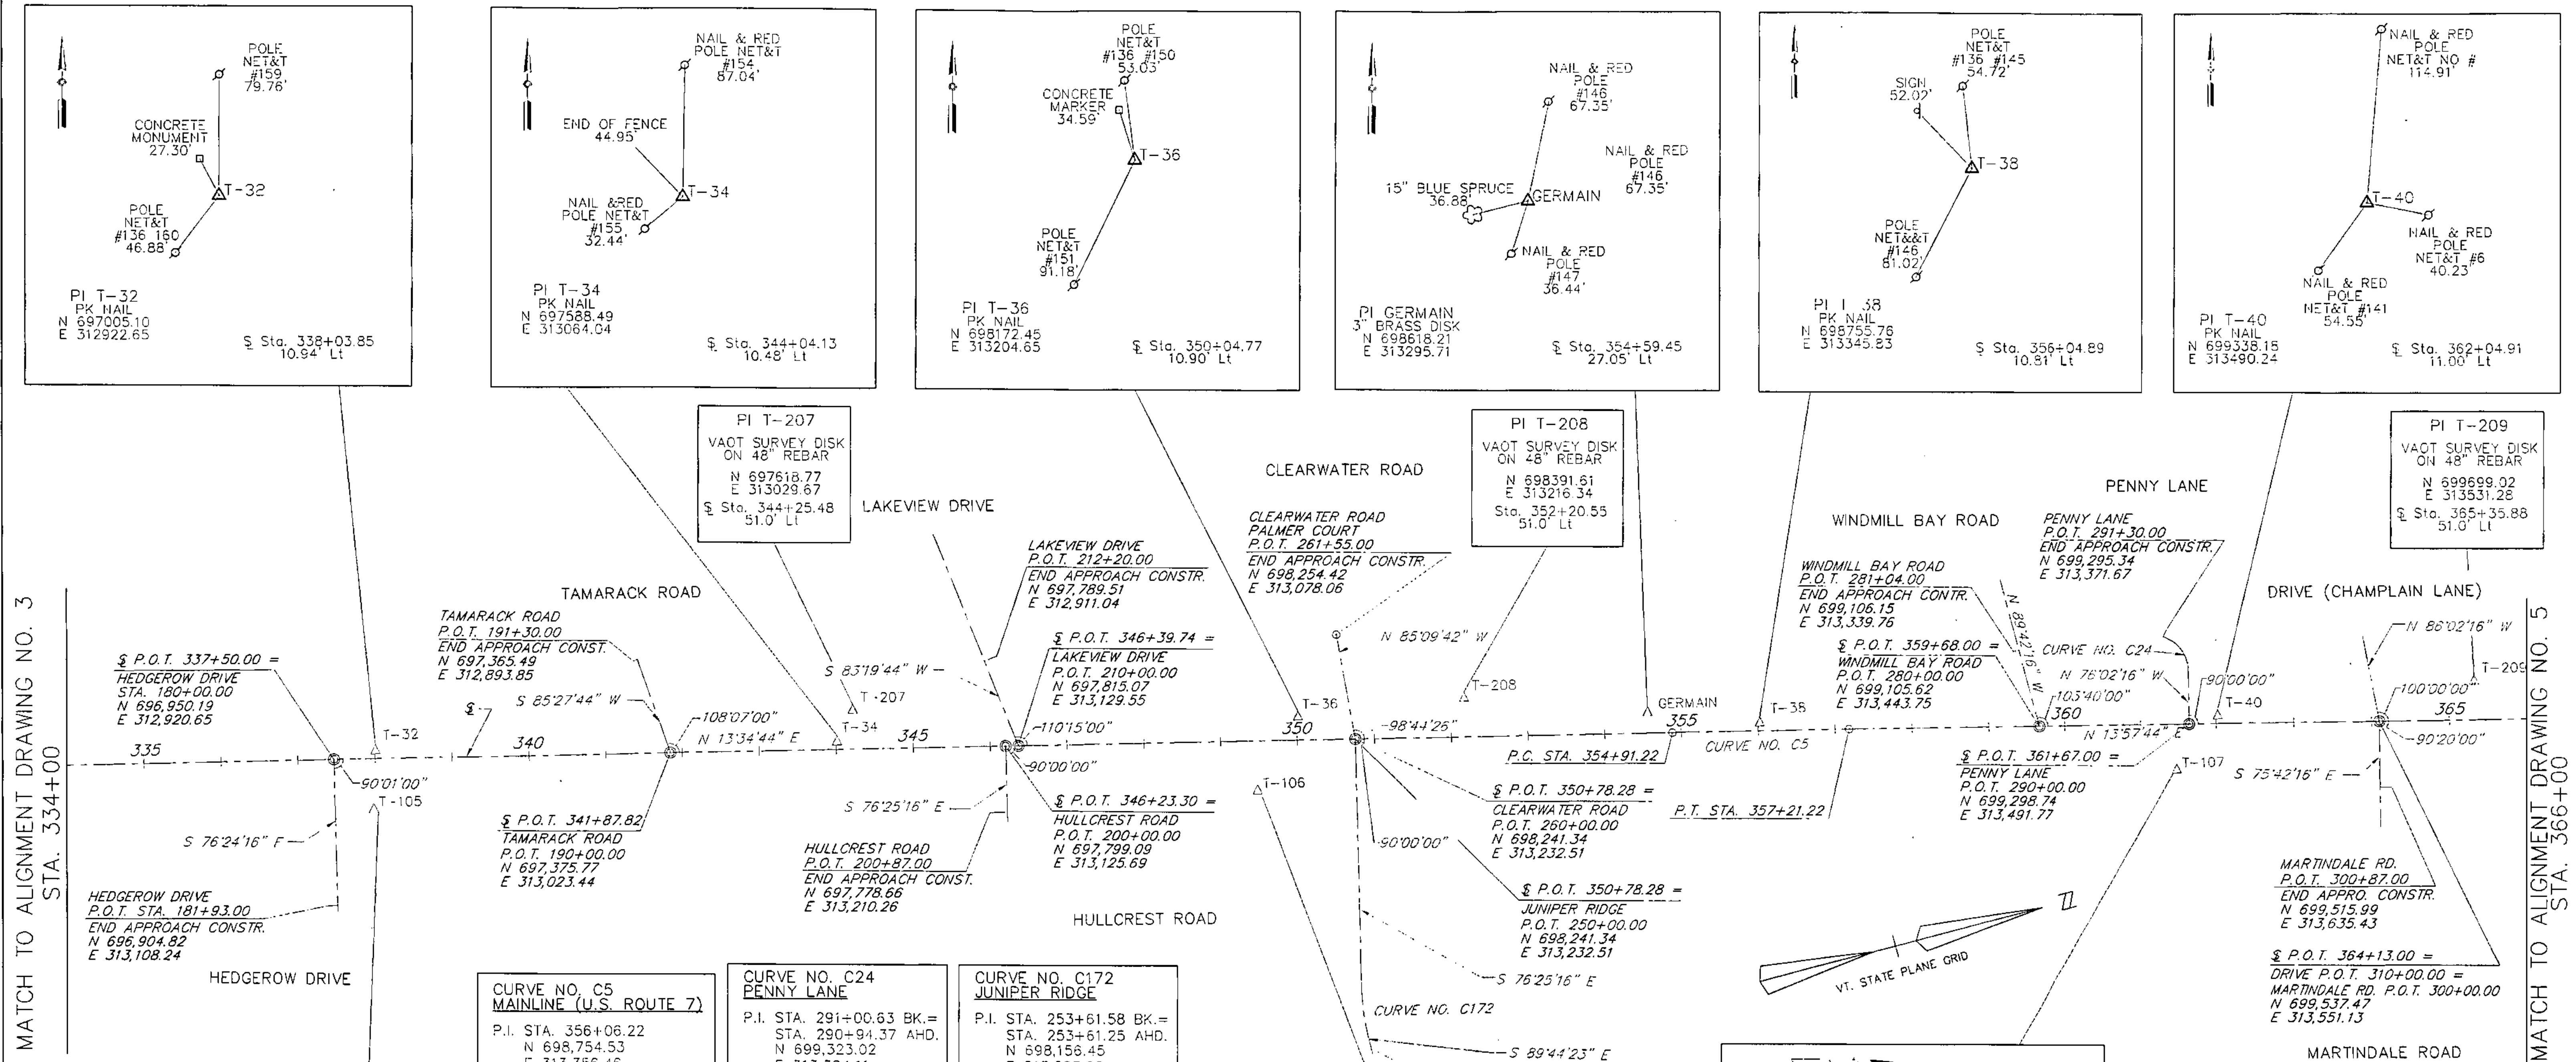 POLE
NET&T
#159
79.76'
CONCRETE
MONUMENT
27.30'
T-32
POLE
NET&T
#136 160
46.88'
PI T-32
PK NAIL
N 697005.10
E 312922.65
℄ Sta. 338+03.85
10.94' Lt
NAIL & RED
POLE NET&T
#154
87.04'
END OF FENCE
44.95'
T-34
NAIL &RED
POLE NET&T
#155
32.44'
PI T-34
PK NAIL
N 697588.49
E 313064.04
℄ Sta. 344+04.13
10.48' Lt
POLE
NET&T
#136 #150
53.03'
CONCRETE
MARKER
34.59'
T-36
POLE
NET&T
#151
91.18'
PI T-36
PK NAIL
N 698172.45
E 313204.65
℄ Sta. 350+04.77
10.90' Lt
NAIL & RED
POLE
#146
67.35'
NAIL & RED
POLE
#146
67.35'
15" BLUE SPRUCE
36.88'
GERMAIN
NAIL & RED
POLE
#147
36.44'
PI GERMAIN
3" BRASS DISK
N 698618.21
E 313295.71
℄ Sta. 354+59.45
27.05' Lt
POLE
NET&T
#136 #145
54.72'
SIGN
52.02'
T-38
POLE
NET&&T
#146
81.02'
PI T 38
PK NAIL
N 698755.76
E 313345.83
℄ Sta. 356+04.89
10.81' Lt
NAIL & RED
POLE
NET&T NO #
114.91'
T-40
NAIL & RED
POLE
NET&T #6
40.23'
NAIL & RED
POLE
NET&T #141
54.55'
PI T-40
PK NAIL
N 699338.15
E 313490.24
℄ Sta. 362+04.91
11.00' Lt
PI T-207
VAOT SURVEY DISK
ON 48" REBAR
N 697618.77
E 313029.67
℄ Sta. 344+25.48
51.0' Lt
PI T-208
VAOT SURVEY DISK
ON 48" REBAR
N 698391.61
E 313216.34
Sta. 352+20.55
51.0' Lt
PI T-209
VAOT SURVEY DISK
ON 48" REBAR
N 699699.02
E 313531.28
℄ Sta. 365+35.88
51.0' Lt
MATCH TO ALIGNMENT DRAWING NO. 3
STA. 334+00
℄ P.O.T. 337+50.00 =
HEDGEROW DRIVE
STA. 180+00.00
N 696,950.19
E 312,920.65
335
T-32
90°01'00"
T-105
S 76°24'16" E
HEDGEROW DRIVE
P.O.T. STA. 181+93.00
END APPROACH CONSTR.
N 696,904.82
E 313,108.24
HEDGEROW DRIVE
TAMARACK ROAD
TAMARACK ROAD
P.O.T. 191+30.00
END APPROACH CONST.
N 697,365.49
E 312,893.85
S 85°27'44" W
℄
340
108°07'00"
N 13°34'44" E
℄ P.O.T. 341+87.82
TAMARACK ROAD
P.O.T. 190+00.00
N 697,375.77
E 313,023.44
LAKEVIEW DRIVE
LAKEVIEW DRIVE
P.O.T. 212+20.00
END APPROACH CONSTR.
N 697,789.51
E 312,911.04
S 83°19'44" W
T-207
T-34
345
℄ P.O.T. 346+39.74 =
LAKEVIEW DRIVE
P.O.T. 210+00.00
N 697,815.07
E 313,129.55
110°15'00"
90°00'00"
S 76°25'16" E
℄ P.O.T. 346+23.30 =
HULLCREST ROAD
P.O.T. 200+00.00
N 697,799.09
E 313,125.69
HULLCREST ROAD
P.O.T. 200+87.00
END APPROACH CONST.
N 697,778.66
E 313,210.26
HULLCREST ROAD
CLEARWATER ROAD
CLEARWATER ROAD
PALMER COURT
P.O.T. 261+55.00
END APPROACH CONSTR.
N 698,254.42
E 313,078.06
N 85°09'42" W
350
T-36
T-208
98°44'26"
T-106
P.C. STA. 354+91.22
GERMAIN
355
T-38
CURVE NO. C5
℄ P.O.T. 350+78.28 =
CLEARWATER ROAD
P.O.T. 260+00.00
N 698,241.34
E 313,232.51
P.T. STA. 357+21.22
90°00'00"
℄ P.O.T. 350+78.28 =
JUNIPER RIDGE
P.O.T. 250+00.00
N 698,241.34
E 313,232.51
S 76°25'16" E
CURVE NO. C172
S 89°44'23" E
WINDMILL BAY ROAD
WINDMILL BAY ROAD
P.O.T. 281+04.00
END APPROACH CONTR.
N 699,106.15
E 313,339.76
N 89°42'16" W
℄ P.O.T. 359+68.00 =
WINDMILL BAY ROAD
P.O.T. 280+00.00
N 699,105.62
E 313,443.75
103°40'00"
360
PENNY LANE
PENNY LANE
P.O.T. 291+30.00
END APPROACH CONSTR.
N 699,295.34
E 313,371.67
CURVE NO. C24
N 76°02'16" W
90°00'00"
T-40
N 13°57'44" E
℄ P.O.T. 361+67.00 =
PENNY LANE
P.O.T. 290+00.00
N 699,298.74
E 313,491.77
T-107
DRIVE (CHAMPLAIN LANE)
N 86°02'16" W
T-209
100°00'00"
365
90°20'00"
S 75°42'16" E
MARTINDALE RD.
P.O.T. 300+87.00
END APPRO. CONSTR.
N 699,515.99
E 313,635.43
℄ P.O.T. 364+13.00 =
DRIVE P.O.T. 310+00.00 =
MARTINDALE RD. P.O.T. 300+00.00
N 699,537.47
E 313,551.13
MARTINDALE ROAD
MATCH TO ALIGNMENT DRAWING NO. 5
STA. 366+00
VT. STATE PLANE GRID
CURVE NO. C5
MAINLINE (U.S. ROUTE 7)
P.I. STA. 356+06.22
N 698,754.53
CURVE NO. C24
PENNY LANE
P.I. STA. 291+00.63 BK.=
STA. 290+94.37 AHD.
N 699,323.02
CURVE NO. C172
JUNIPER RIDGE
P.I. STA. 253+61.58 BK.=
STA. 253+61.25 AHD.
N 698,156.45